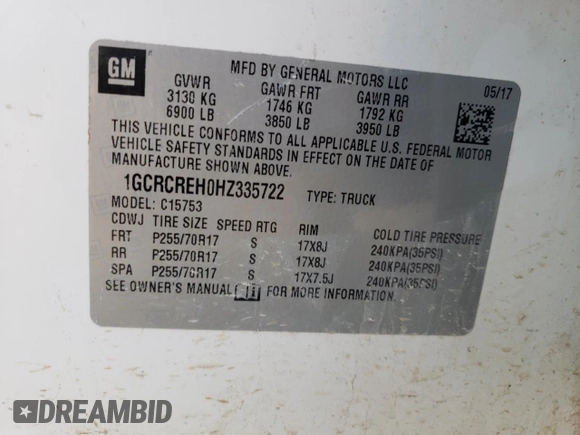 GM
MFD BY GENERAL MOTORS LLC
05/17
GVWR GAWR FRT GAWR RR
3130 KG 1746 KG 1792 KG
6900 LB 3850 LB 3950 LB
THIS VEHICLE CONFORMS TO ALL APPLICABLE U.S. FEDERAL MOTOR
VEHICLE SAFETY STANDARDS IN EFFECT ON THE DATE OF
MANUFACTURE SHOWN ABOVE.
1GCRCREH0HZ335722 TYPE: TRUCK
MODEL: C15753
CDWJ TIRE SIZE SPEED RTG RIM COLD TIRE PRESSURE
FRT P255/70R17 S 17X8J 240KPA(35PSI)
RR P255/70R17 S 17X8J 240KPA(35PSI)
SPA P255/70R17 S 17X7.5J 240KPA(35PSI)
SEE OWNER'S MANUAL FOR MORE INFORMATION.
DREAMBID